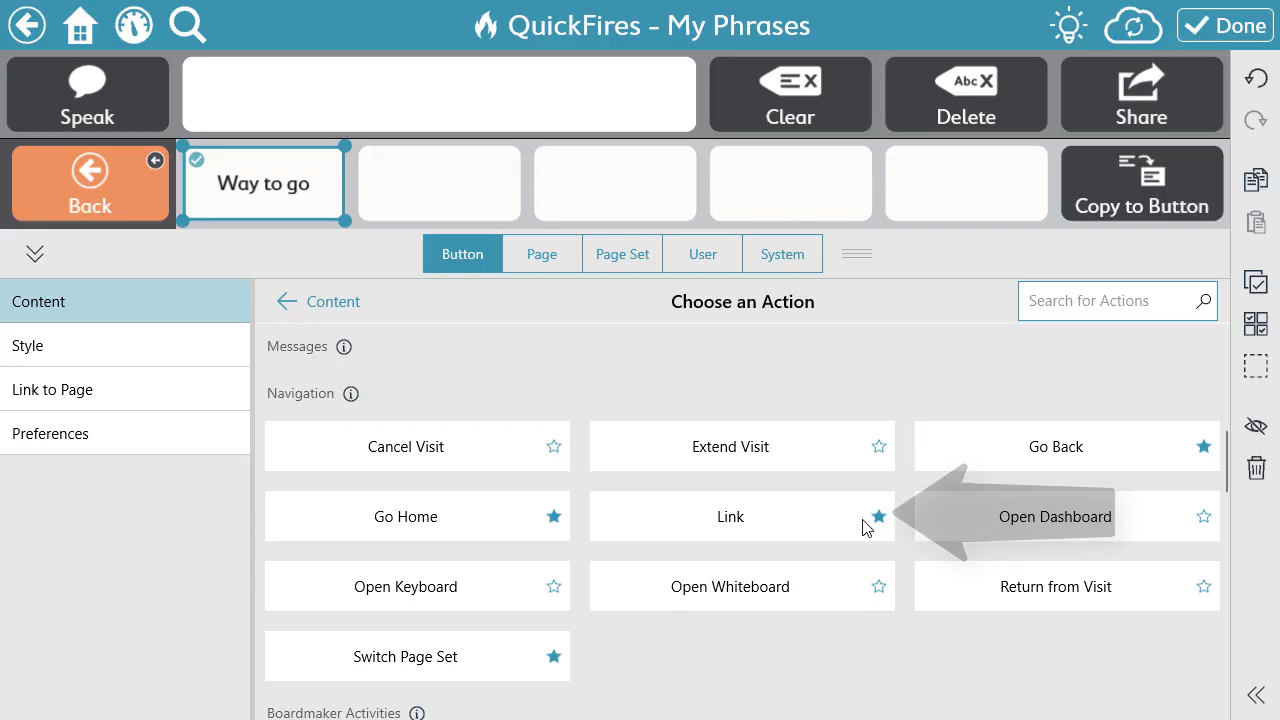 QuickFires - My Phrases
Done
Speak
Clear
Abc X
Delete
Share
Back
Way to go
Copy to Button
Button
Page
Page Set
User
System
Content
Style
Link to Page
Preferences
Content
Choose an Action
Search for Actions
Messages
Navigation
Cancel Visit
Extend Visit
Go Back
Go Home
Link
Open Dashboard
Open Keyboard
Open Whiteboard
Return from Visit
Switch Page Set
Boardmaker Activities